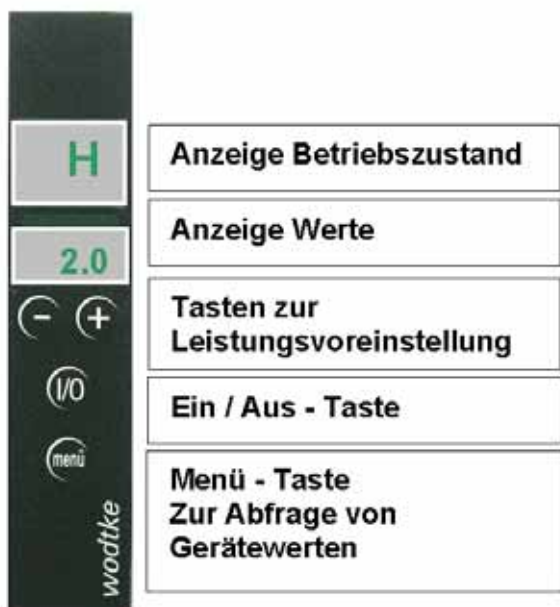 H
Anzeige Betriebszustand
2.0
Anzeige Werte
- +
Tasten zur
Leistungsvoreinstellung
I/O
Ein / Aus - Taste
menü
Menü - Taste
Zur Abfrage von
Gerätewerten
wodtke